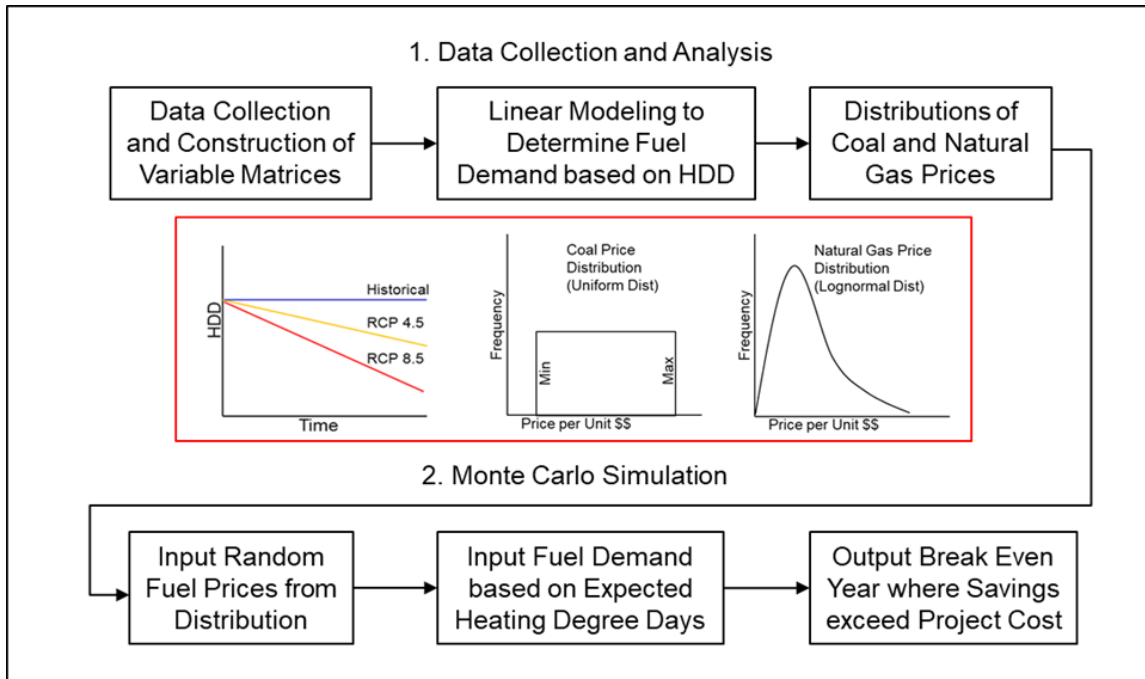 1. Data Collection and Analysis
Data Collection
and Construction of
Variable Matrices
Linear Modeling to
Determine Fuel
Demand based on HDD
Distributions of
Coal and Natural
Gas Prices
HDD
Historical
RCP 4.5
RCP 8.5
Time
Frequency
Coal Price
Distribution
(Uniform Dist)
Min
Max
Price per Unit $$
Frequency
Natural Gas Price
Distribution
(Lognormal Dist)
Price per Unit $$
2. Monte Carlo Simulation
Input Random
Fuel Prices from
Distribution
Input Fuel Demand
based on Expected
Heating Degree Days
Output Break Even
Year where Savings
exceed Project Cost